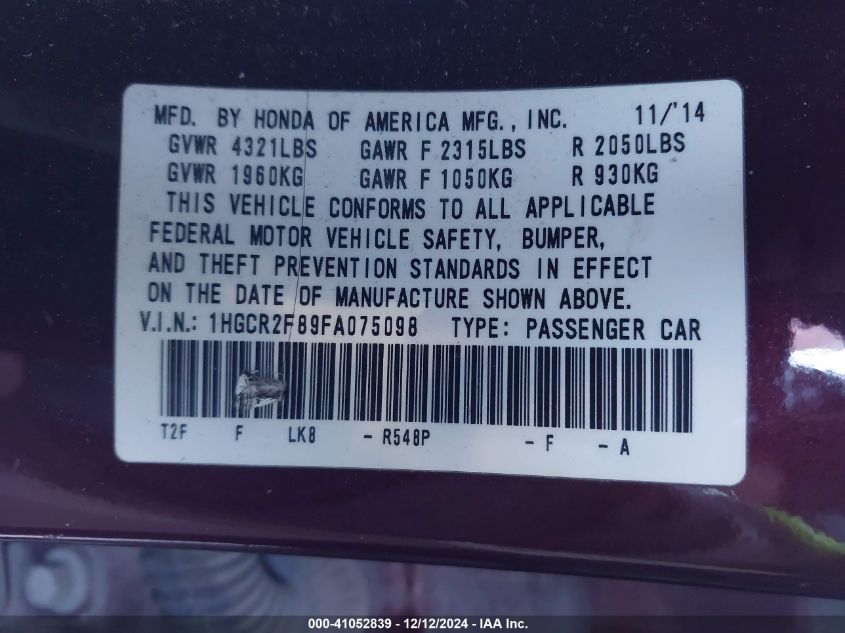 MFD. BY HONDA OF AMERICA MFG., INC. 11/'14
GVWR 4321LBS GAWR F 2315LBS R 2050LBS
GVWR 1960KG GAWR F 1050KG R 930KG
THIS VEHICLE CONFORMS TO ALL APPLICABLE
FEDERAL MOTOR VEHICLE SAFETY, BUMPER,
AND THEFT PREVENTION STANDARDS IN EFFECT
ON THE DATE OF MANUFACTURE SHOWN ABOVE.
V.I.N.: 1HGCR2F89FA075098 TYPE: PASSENGER CAR
T2F F LK8 - R548P - F - A
000-41052839 - 12/12/2024 - IAA Inc.